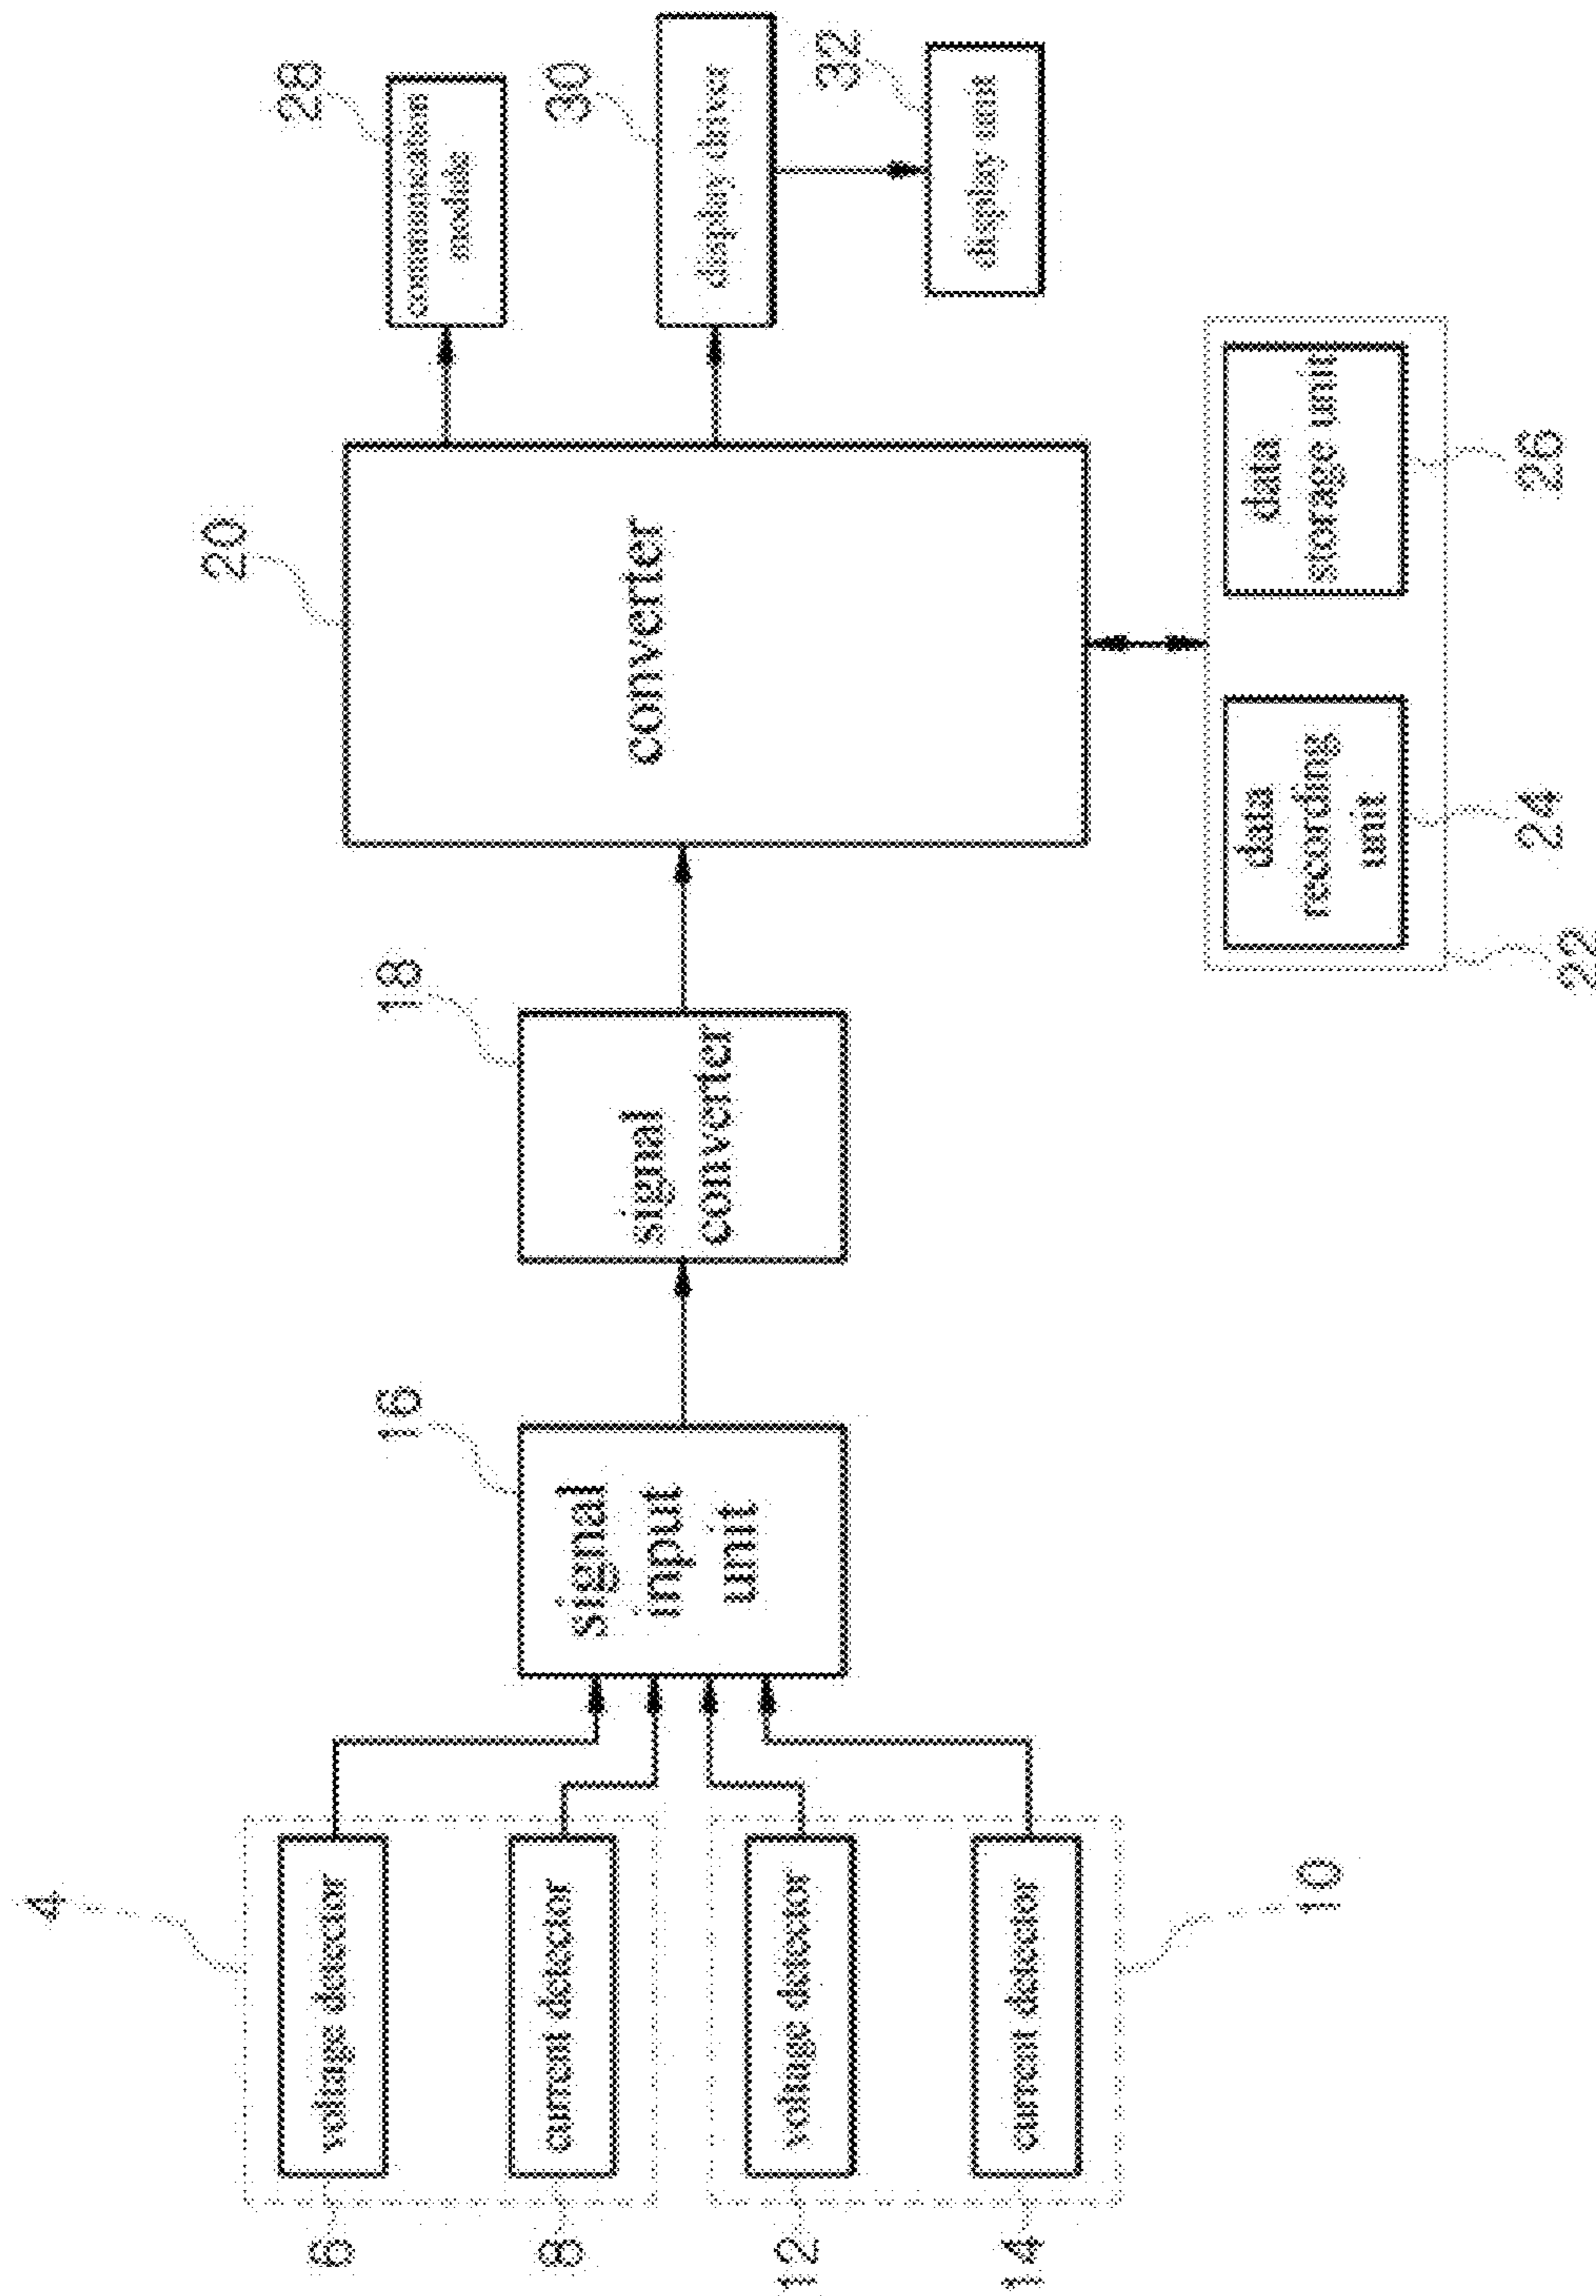 4
6
voltage detector
8
current detector
12
voltage detector
14
current detector
10
16
signal
input
unit
18
signal
converter
20
converter
22
data
recording
unit
24
data
storage unit
26
28
communication
module
30
display driver
32
display unit